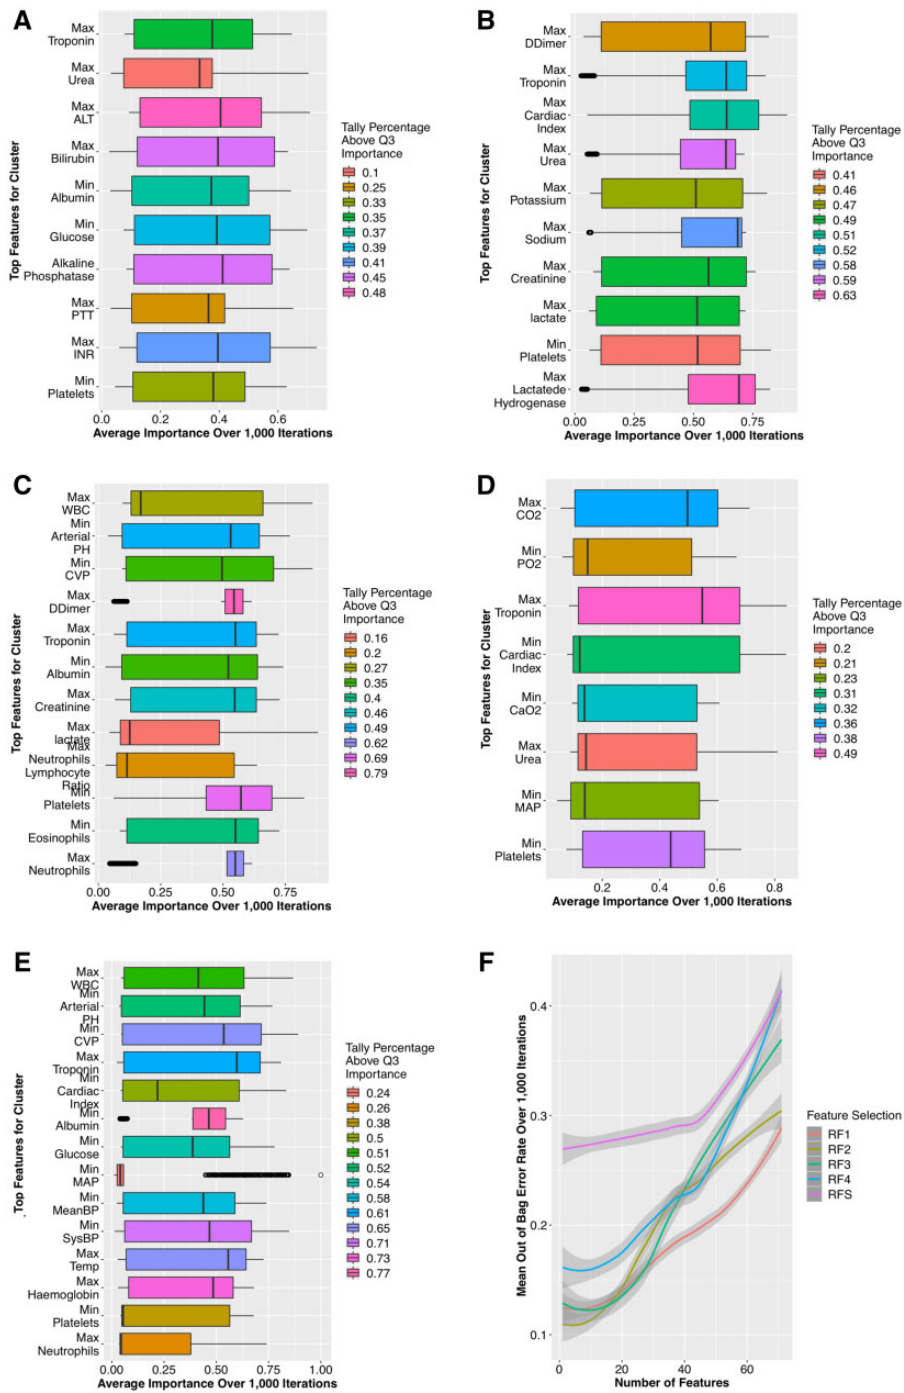 A
Top Features for Cluster
Max
Troponin
Max
Urea
Max
ALT
Max
Bilirubin
Min
Albumin
Min
Glucose
Alkaline
Phosphatase
Max
PTT
Max
INR
Min
Platelets
0.0 0.2 0.4 0.6
Average Importance Over 1,000 Iterations
Tally Percentage
Above Q3
Importance
0.1
0.25
0.33
0.35
0.37
0.39
0.41
0.45
0.48
B
Top Features for Cluster
Max
DDimer
Max
Troponin
Max
Cardiac
Index
Max
Urea
Max
Potassium
Max
Sodium
Max
Creatinine
Max
lactate
Min
Platelets
Max
Lactatede
Hydrogenase
0.00 0.25 0.50 0.75
Average Importance Over 1,000 Iterations
Tally Percentage
Above Q3
Importance
0.41
0.46
0.47
0.49
0.51
0.52
0.58
0.59
0.63
C
Top Features for Cluster
Max
WBC
Min
Arterial
PH
Min
CVP
Max
DDimer
Max
Troponin
Min
Albumin
Max
Creatinine
Max
lactate
Max
Neutrophils
Lymphocyte
Ratio
Min
Platelets
Min
Eosinophils
Max
Neutrophils
0.00 0.25 0.50 0.75
Average Importance Over 1,000 Iterations
Tally Percentage
Above Q3
Importance
0.16
0.2
0.27
0.35
0.4
0.46
0.49
0.62
0.69
0.79
D
Top Features for Cluster
Max
CO2
Min
PO2
Max
Troponin
Min
Cardiac
Index
Min
CaO2
Max
Urea
Min
MAP
Min
Platelets
0.2 0.4 0.6 0.8
Average Importance Over 1,000 Iterations
Tally Percentage
Above Q3
Importance
0.2
0.21
0.23
0.31
0.32
0.36
0.38
0.49
E
Top Features for Cluster
Max
WBC
Min
Arterial
PH
Min
CVP
Max
Troponin
Min
Cardiac
Index
Min
Albumin
Min
Glucose
Min
MAP
Min
MeanBP
Min
SysBP
Max
Temp
Max
Haemoglobin
Min
Platelets
Max
Neutrophils
0.00 0.25 0.50 0.75 1.00
Average Importance Over 1,000 Iterations
Tally Percentage
Above Q3
Importance
0.24
0.26
0.38
0.5
0.51
0.52
0.54
0.58
0.61
0.65
0.71
0.73
0.77
F
Mean Out of Bag Error Rate Over 1,000 Iterations
0.4
0.3
0.2
0.1
0 20 40 60
Number of Features
Feature Selection
RF1
RF2
RF3
RF4
RFS